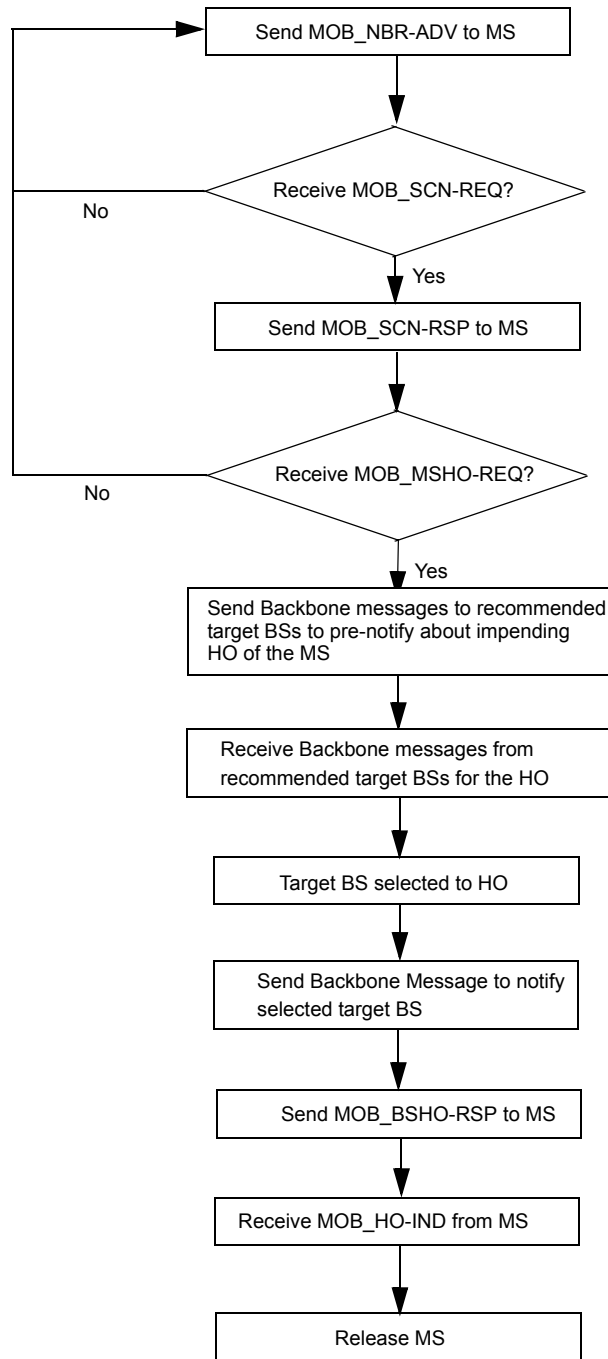 Send MOB_NBR-ADV to MS
Receive MOB_SCN-REQ?
No
Yes
Send MOB_SCN-RSP to MS
Receive MOB_MSHO-REQ?
No
Yes
Send Backbone messages to recommended
target BSs to pre-notify about impending
HO of the MS
Receive Backbone messages from
recommended target BSs for the HO
Target BS selected to HO
Send Backbone Message to notify
selected target BS
Send MOB_BSHO-RSP to MS
Receive MOB_HO-IND from MS
Release MS